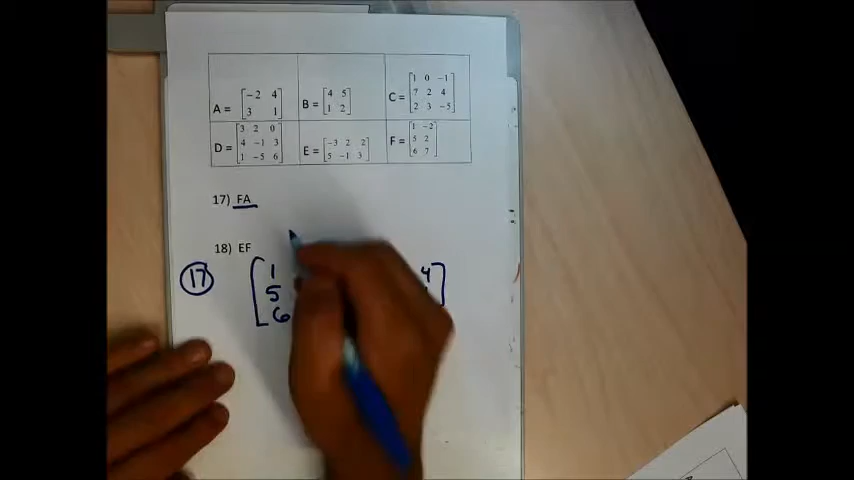 A = [-2 4 B = [4 5 C = [1 0 -1
3 1] 1 2] 7 2 4
2 3 -5]
D = [3 2 0 E = [-3 2 2 F = [1 -2
4 -1 3 5 -1 3] 5 2
1 -5 6] 6 7]
17) FA
18) EF
17 [1 4]
5
6